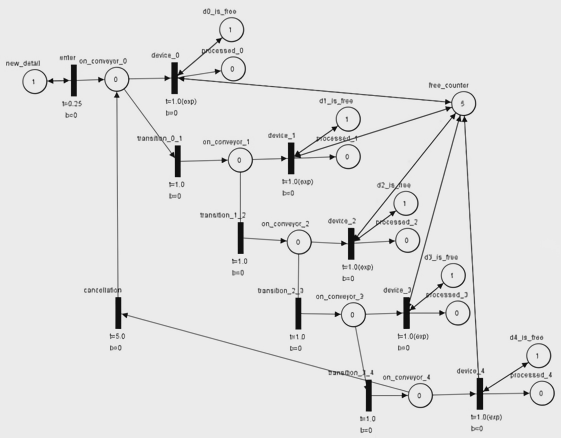 d0_is_free
1
new_detail
1
enter
t=0.25
b=0
on_conveyor_0
0
device_0
t=1.0(exp)
b=0
processed_0
0
free_counter
5
d1_is_free
1
transition_0_1
t=1.0
b=0
on_conveyor_1
0
device_1
t=1.0(exp)
b=0
processed_1
0
d2_is_free
1
transition_1_2
t=1.0
b=0
on_conveyor_2
0
device_2
t=1.0(exp)
b=0
processed_2
0
d3_is_free
1
cancellation
t=5.0
b=0
transition_2_3
t=1.0
b=0
on_conveyor_3
0
device_3
t=1.0(exp)
b=0
processed_3
0
d4_is_free
1
transition_3_4
t=1.0
b=0
on_conveyor_4
0
device_4
t=1.0(exp)
b=0
processed_4
0